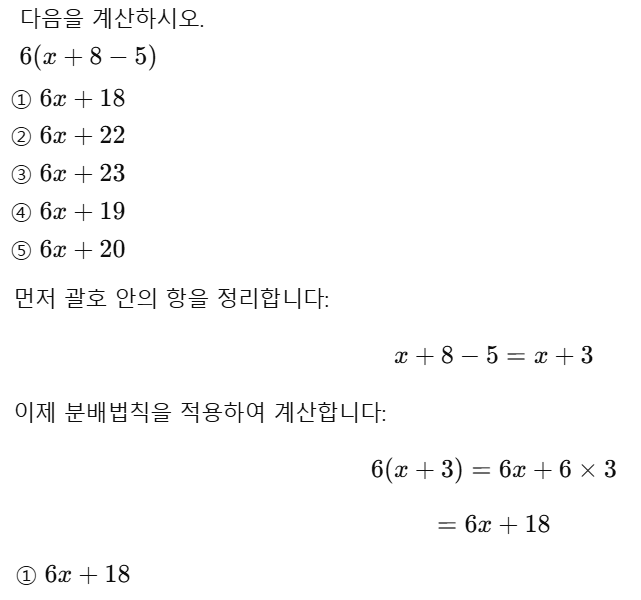 다음을 계산하시오.
6(x + 8 − 5)
① 6x + 18
② 6x + 22
③ 6x + 23
④ 6x + 19
⑤ 6x + 20
먼저 괄호 안의 항을 정리합니다:
x + 8 − 5 = x + 3
이제 분배법칙을 적용하여 계산합니다:
6(x + 3) = 6x + 6 × 3
= 6x + 18
① 6x + 18